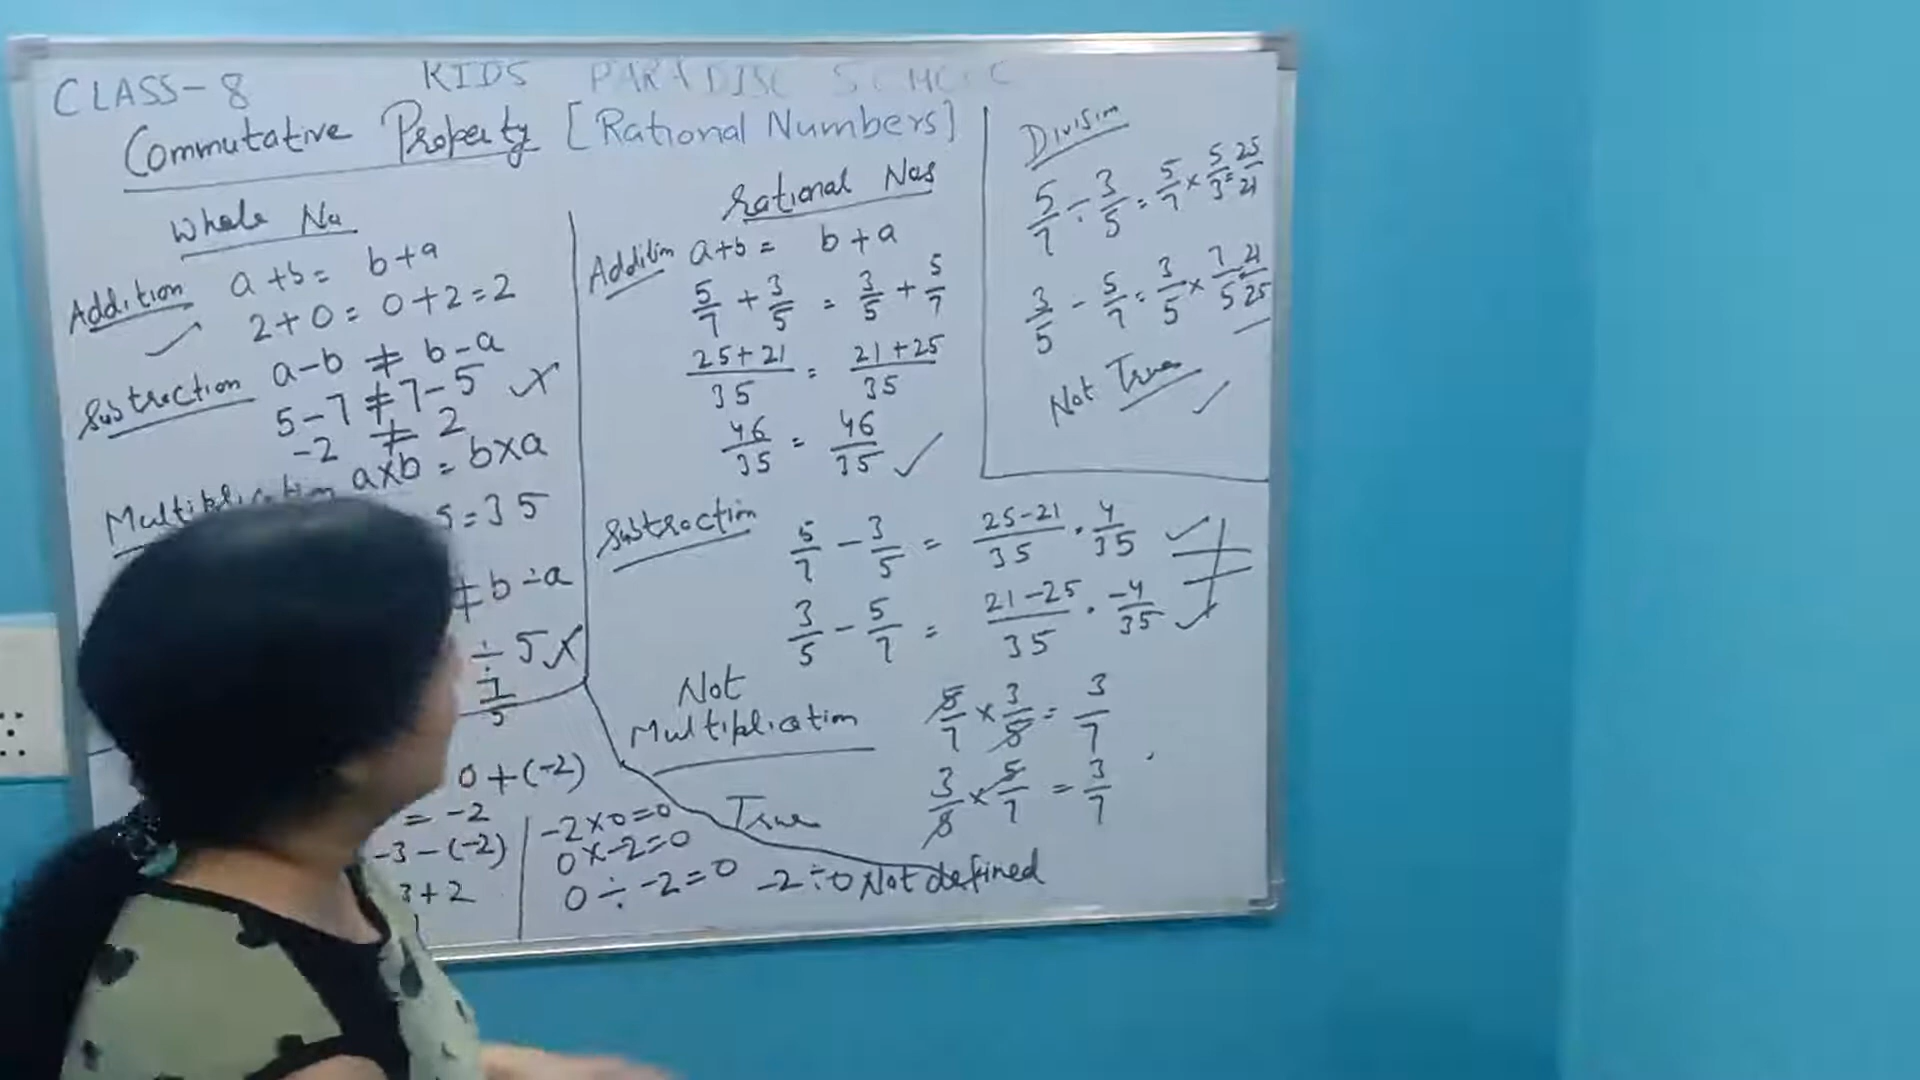 CLASS-8 KIDS PARADISE SCHOOL
Commutative Property [Rational Numbers]
Whole No
Addition a+b = b+a
2+0 = 0+2=2
Subtraction a-b ≠ b-a
5-7 ≠ 7-5 ✗
-2 ≠ 2
Multiplication a×b = b×a
5=35
≠ b÷a
÷ 5 ✗
7/5
0+(-2)
= -2
-3-(-2)
3+2
-2×0=0
0×-2=0
0÷-2=0 -2÷0 Not defined
Rational Nos
Addition a+b = b+a
5/7 + 3/5 = 3/5 + 5/7
25+21/35 = 21+25/35
46/35 = 46/35 ✓
Subtraction 5/7 - 3/5 = 25-21/35 · 4/35 ✓
3/5 - 5/7 = 21-25/35 · -4/35 ✓
≠
Not
Multiplication 5/7 × 3/5 = 3/7
3/5 × 5/7 = 3/7
True
Division
5/7 ÷ 3/5 = 5/7 × 5/3 = 25/21
3/5 - 5/7 = 3/5 × 7/5 = 21/25
Not True ✓